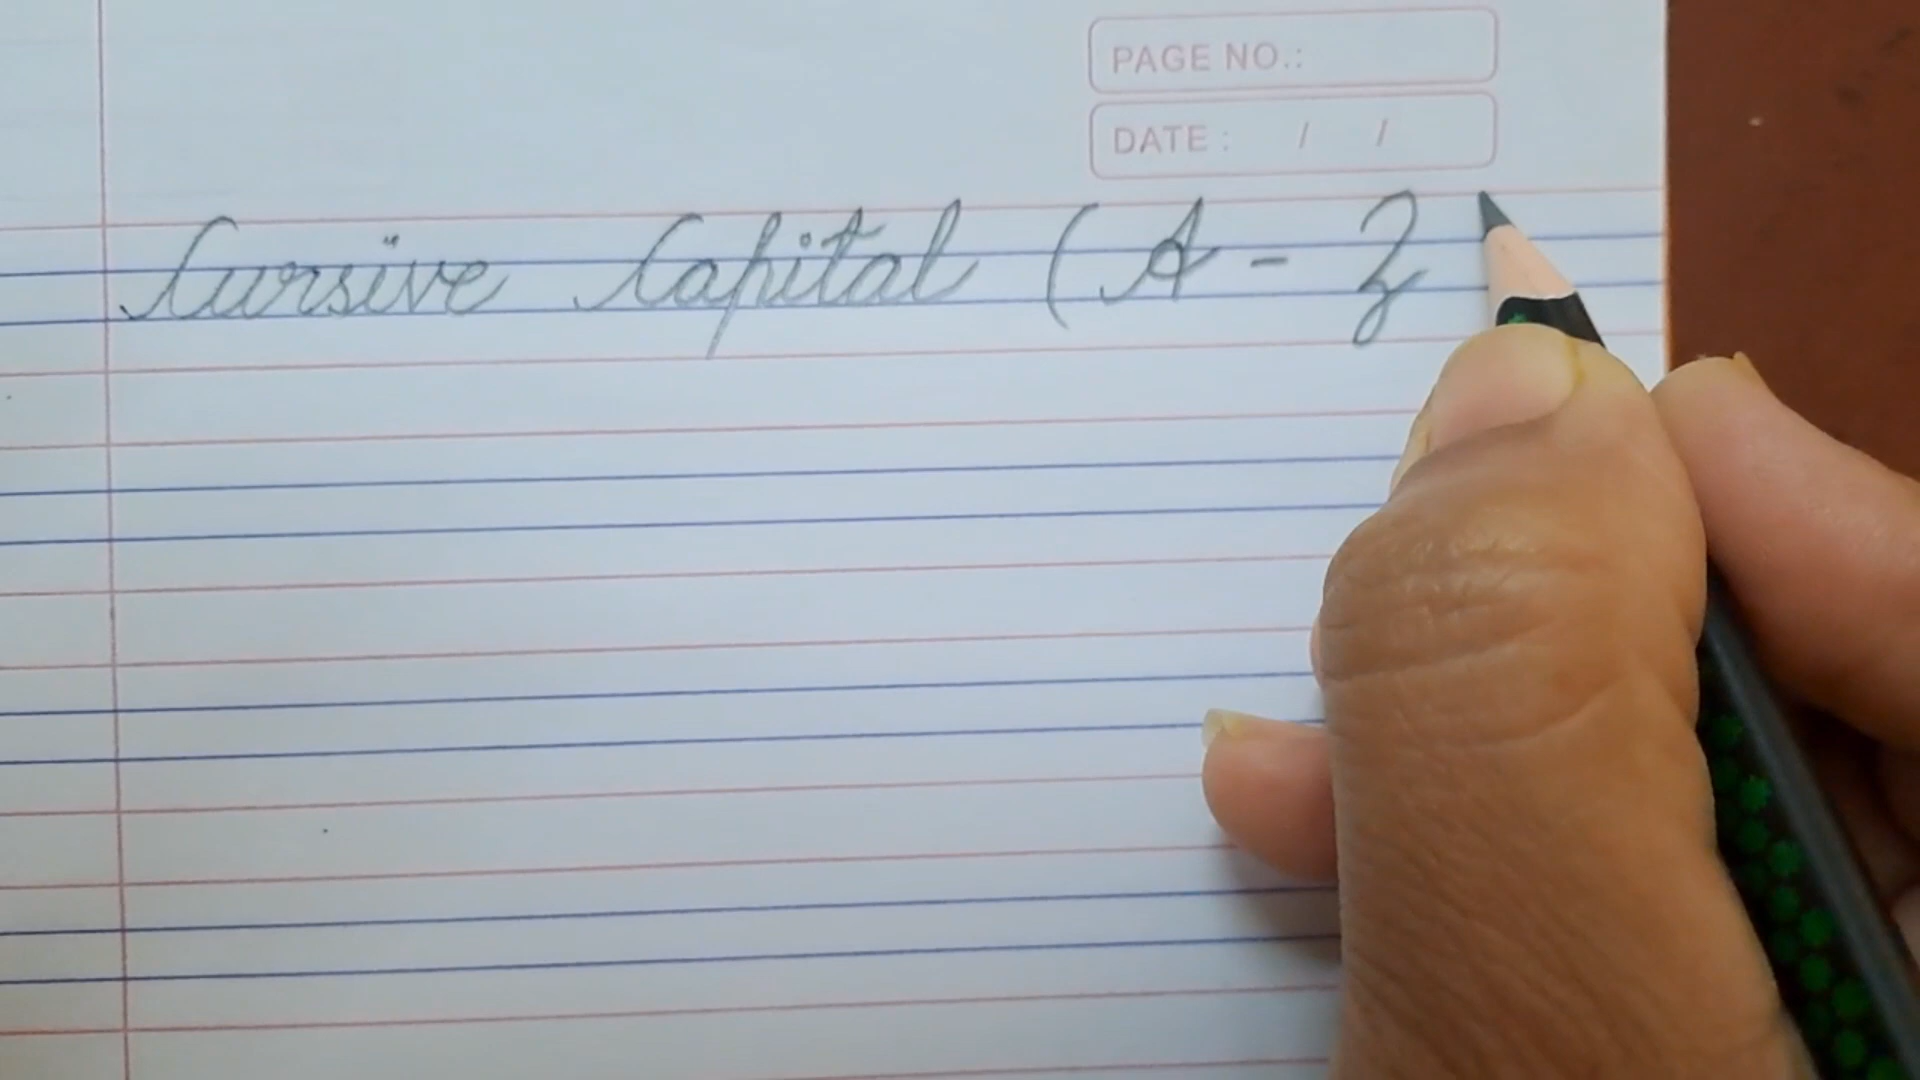 PAGE NO.:
DATE : / /
Cursive Capital (A - Z